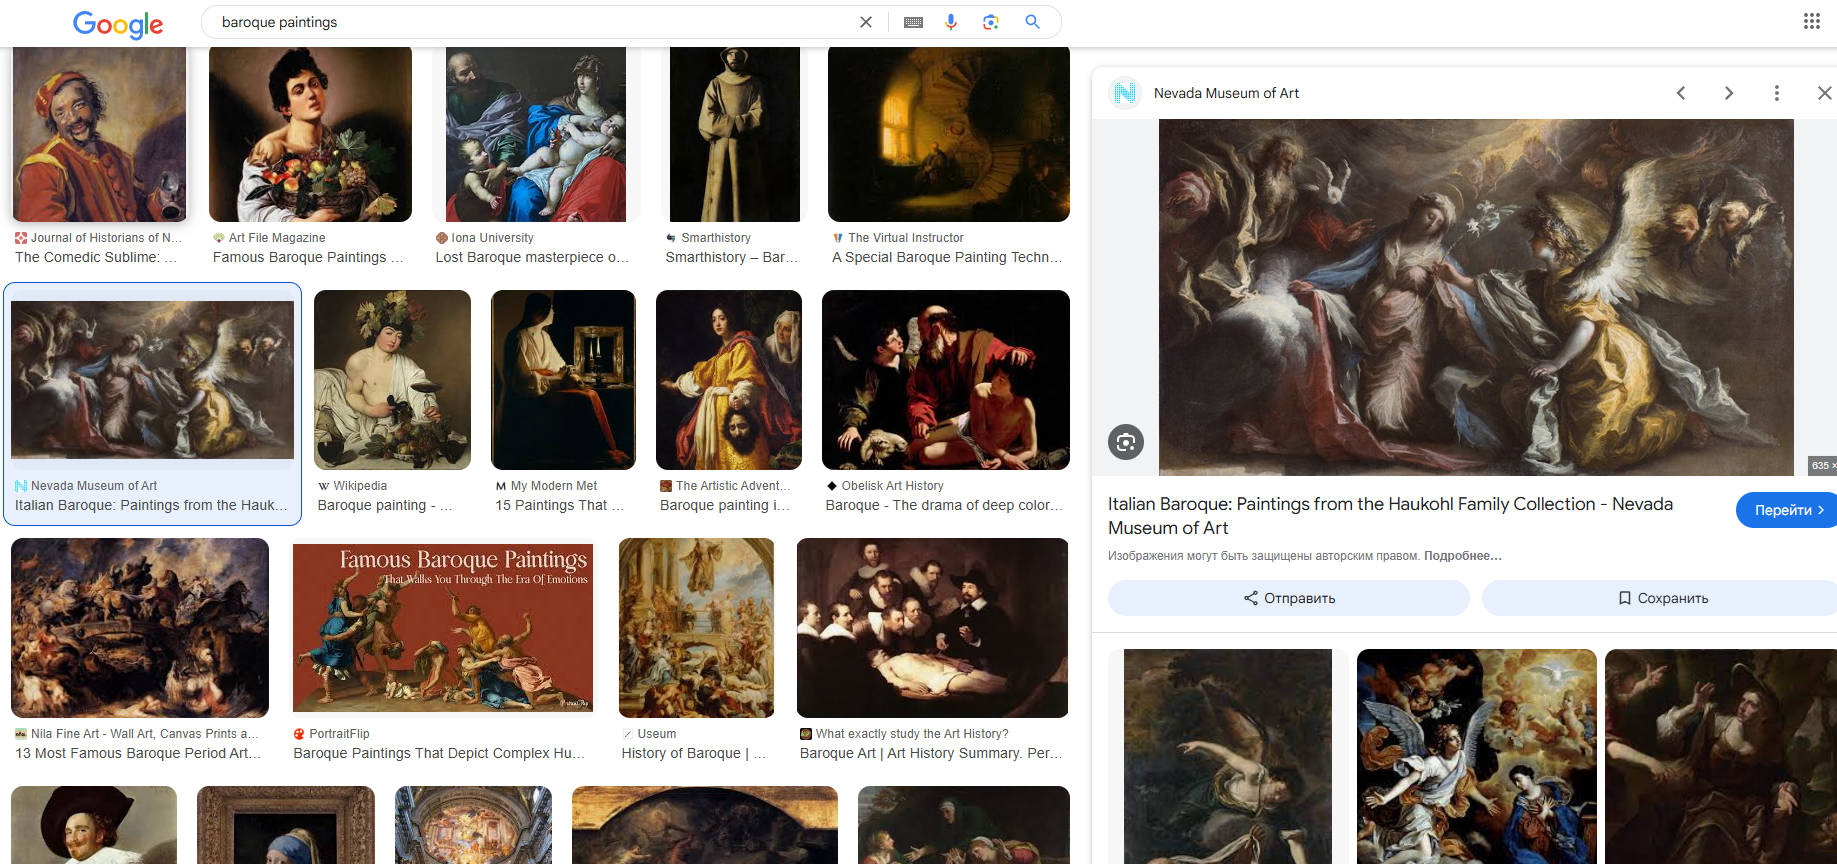 Google
baroque paintings
Journal of Historians of N...
The Comedic Sublime: ...
Art File Magazine
Famous Baroque Paintings ...
Iona University
Lost Baroque masterpiece o...
Smarthistory
Smarthistory – Bar...
The Virtual Instructor
A Special Baroque Painting Techn...
Nevada Museum of Art
Italian Baroque: Paintings from the Hauk...
W Wikipedia
Baroque painting - ...
M My Modern Met
15 Paintings That ...
The Artistic Advent...
Baroque painting i...
Obelisk Art History
Baroque - The drama of deep color...
Famous Baroque Paintings
That Walks You Through The Era Of Emotions
PortraitFlip
Nila Fine Art - Wall Art, Canvas Prints a...
13 Most Famous Baroque Period Art...
PortraitFlip
Baroque Paintings That Depict Complex Hu...
Useum
History of Baroque | ...
What exactly study the Art History?
Baroque Art | Art History Summary. Per...
N Nevada Museum of Art
635 ×
Italian Baroque: Paintings from the Haukohl Family Collection - Nevada
Museum of Art
Перейти
Изображения могут быть защищены авторским правом. Подробнее...
Отправить
Сохранить